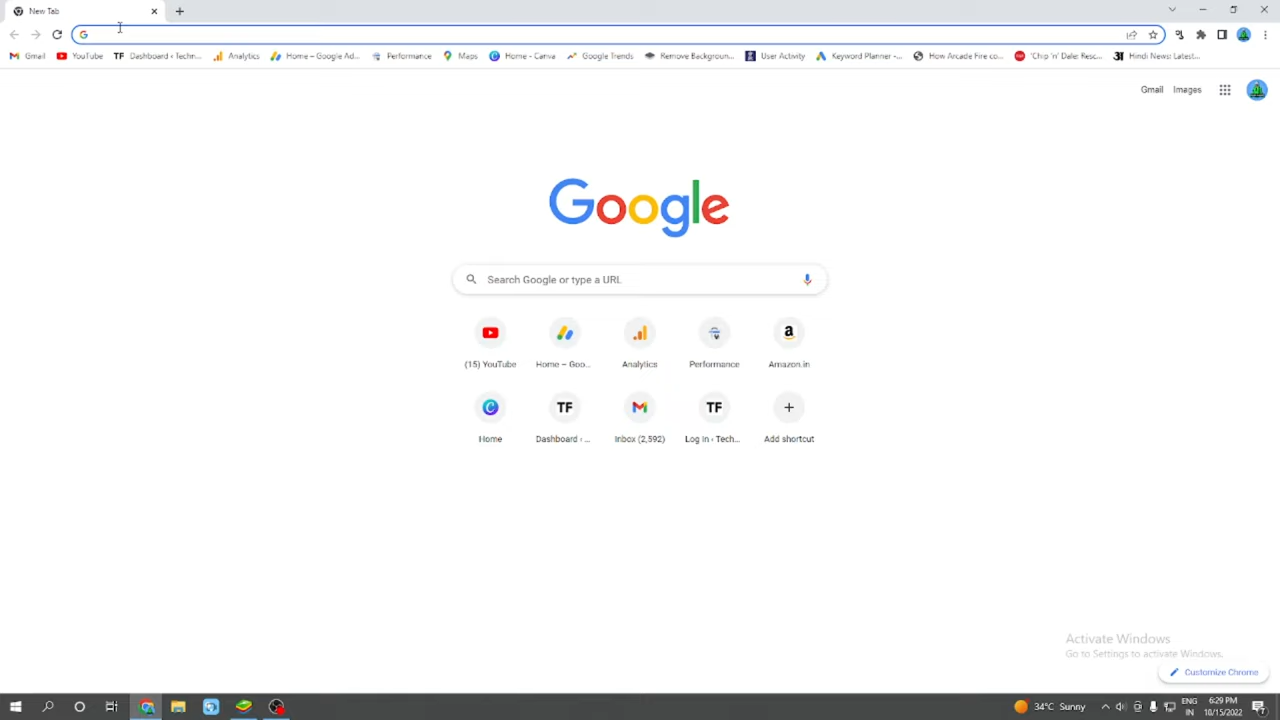 New Tab
Gmail YouTube TF Dashboard ‹ Techn... Analytics Home – Google Ad... Performance Maps Home - Canva Google Trends Remove Backgroun... User Activity Keyword Planner -... How Arcade Fire co... 'Chip 'n' Dale: Resc... Hindi News: Latest...
Gmail Images
Google
Search Google or type a URL
(15) YouTube Home – Goo... Analytics Performance Amazon.in
TF TF
Home Dashboard ‹ ... Inbox (2,592) Log In ‹ Tech... Add shortcut
Activate Windows
Go to Settings to activate Windows.
Customize Chrome
34°C Sunny ENG 6:29 PM
IN 10/15/2022